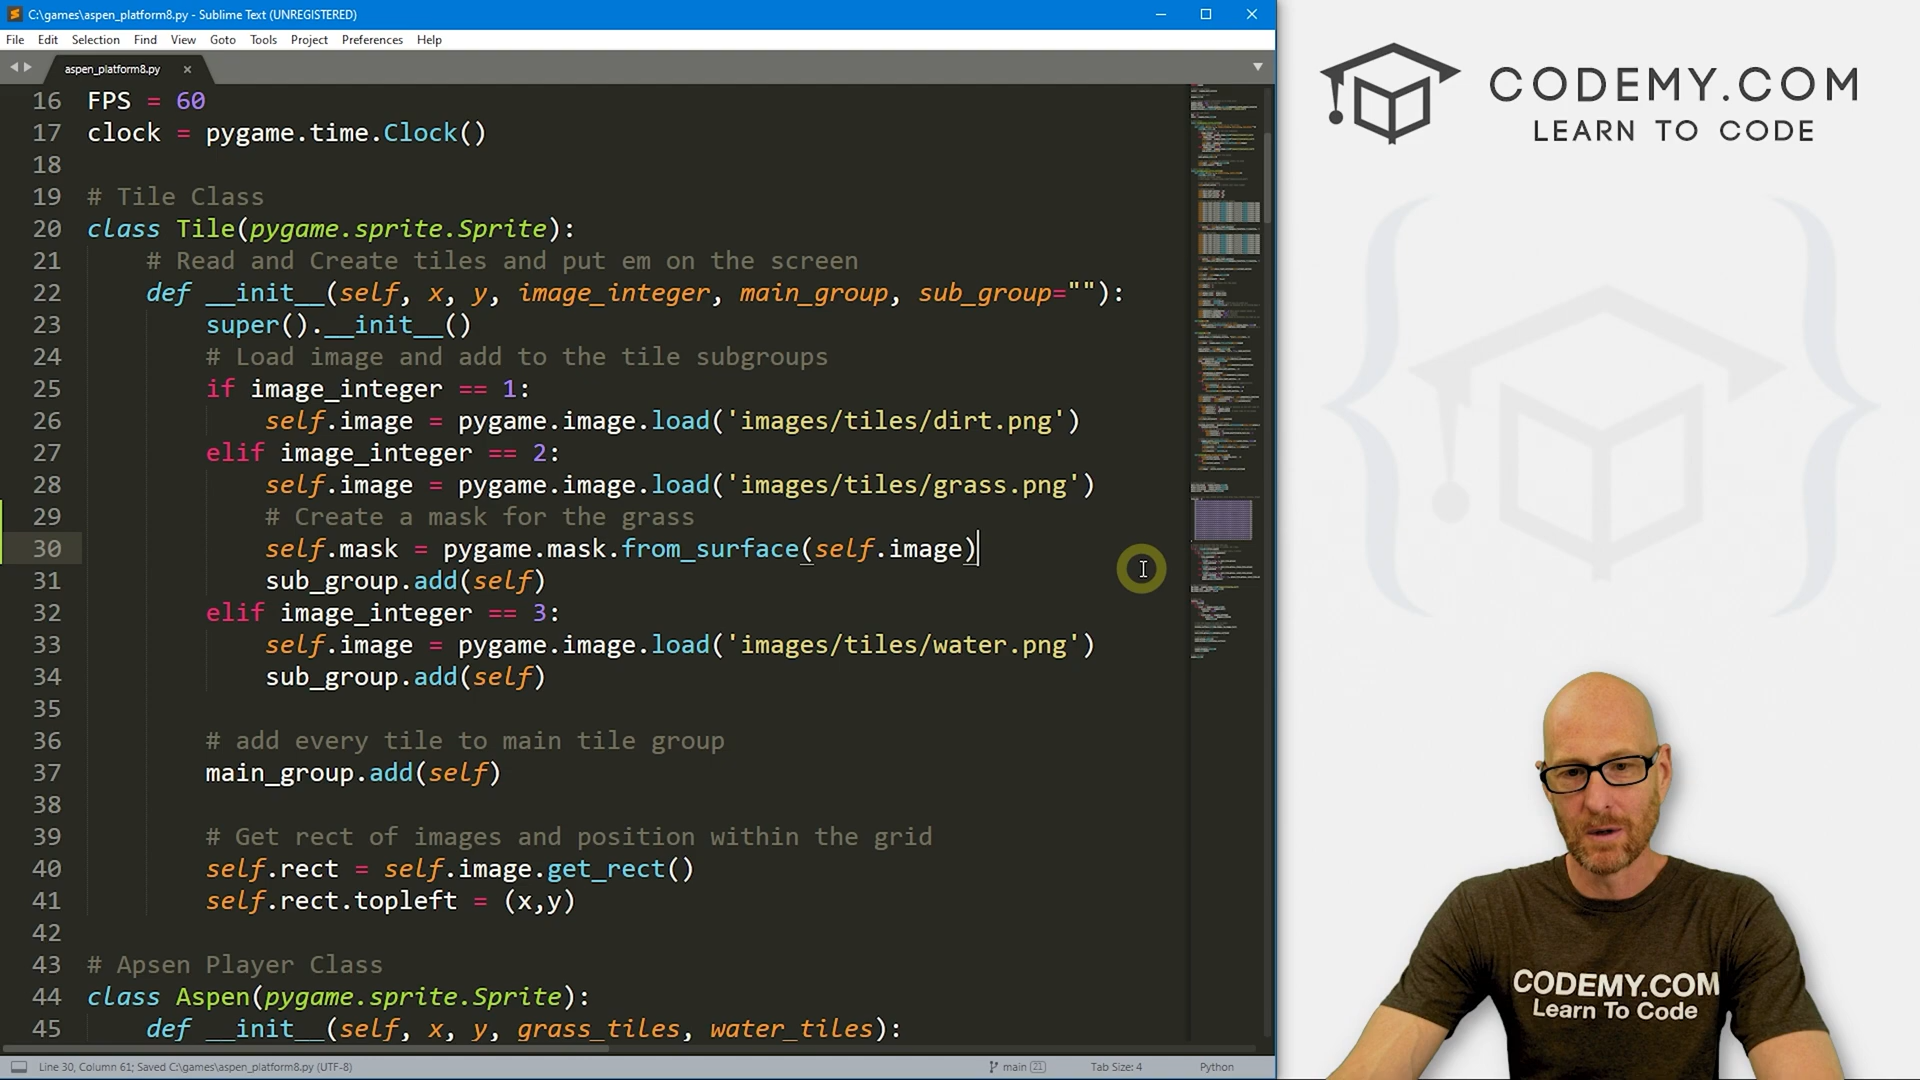 C:\games\aspen_platform8.py - Sublime Text (UNREGISTERED)
File Edit Selection Find View Goto Tools Project Preferences Help
aspen_platform8.py
16 FPS = 60
17 clock = pygame.time.Clock()
18
19 # Tile Class
20 class Tile(pygame.sprite.Sprite):
21 # Read and Create tiles and put em on the screen
22 def __init__(self, x, y, image_integer, main_group, sub_group=""):
23 super().__init__()
24 # Load image and add to the tile subgroups
25 if image_integer == 1:
26 self.image = pygame.image.load('images/tiles/dirt.png')
27 elif image_integer == 2:
28 self.image = pygame.image.load('images/tiles/grass.png')
29 # Create a mask for the grass
30 self.mask = pygame.mask.from_surface(self.image)
31 sub_group.add(self)
32 elif image_integer == 3:
33 self.image = pygame.image.load('images/tiles/water.png')
34 sub_group.add(self)
35
36 # add every tile to main tile group
37 main_group.add(self)
38
39 # Get rect of images and position within the grid
40 self.rect = self.image.get_rect()
41 self.rect.topleft = (x,y)
42
43 # Apsen Player Class
44 class Aspen(pygame.sprite.Sprite):
45 def __init__(self, x, y, grass_tiles, water_tiles):
Line 30, Column 61; Saved C:\games\aspen_platform8.py (UTF-8)
main 21
Tab Size: 4
Python
CODEMY.COM
LEARN TO CODE
CODEMY.COM
Learn To Code